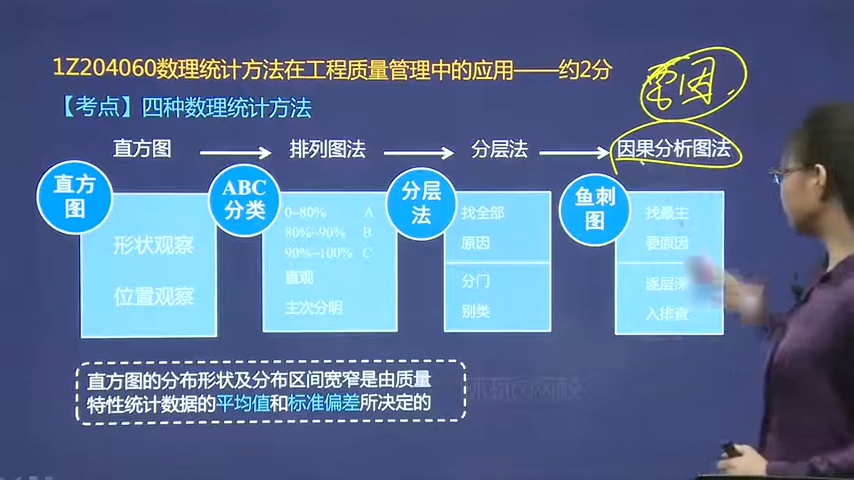 1Z204060数理统计方法在工程质量管理中的应用——约2分
原因.
【考点】四种数理统计方法
直方图
排列图法
分层法
因果分析图法
直方
图
形状观察
位置观察
ABC
分类
0~80% A
80%~90% B
90%~100% C
直观
主次分明
分层
法
找全部
原因
分门
别类
鱼刺
图
找最主
要原因
逐层深
入排查
直方图的分布形状及分布区间宽窄是由质量
特性统计数据的平均值和标准偏差所决定的